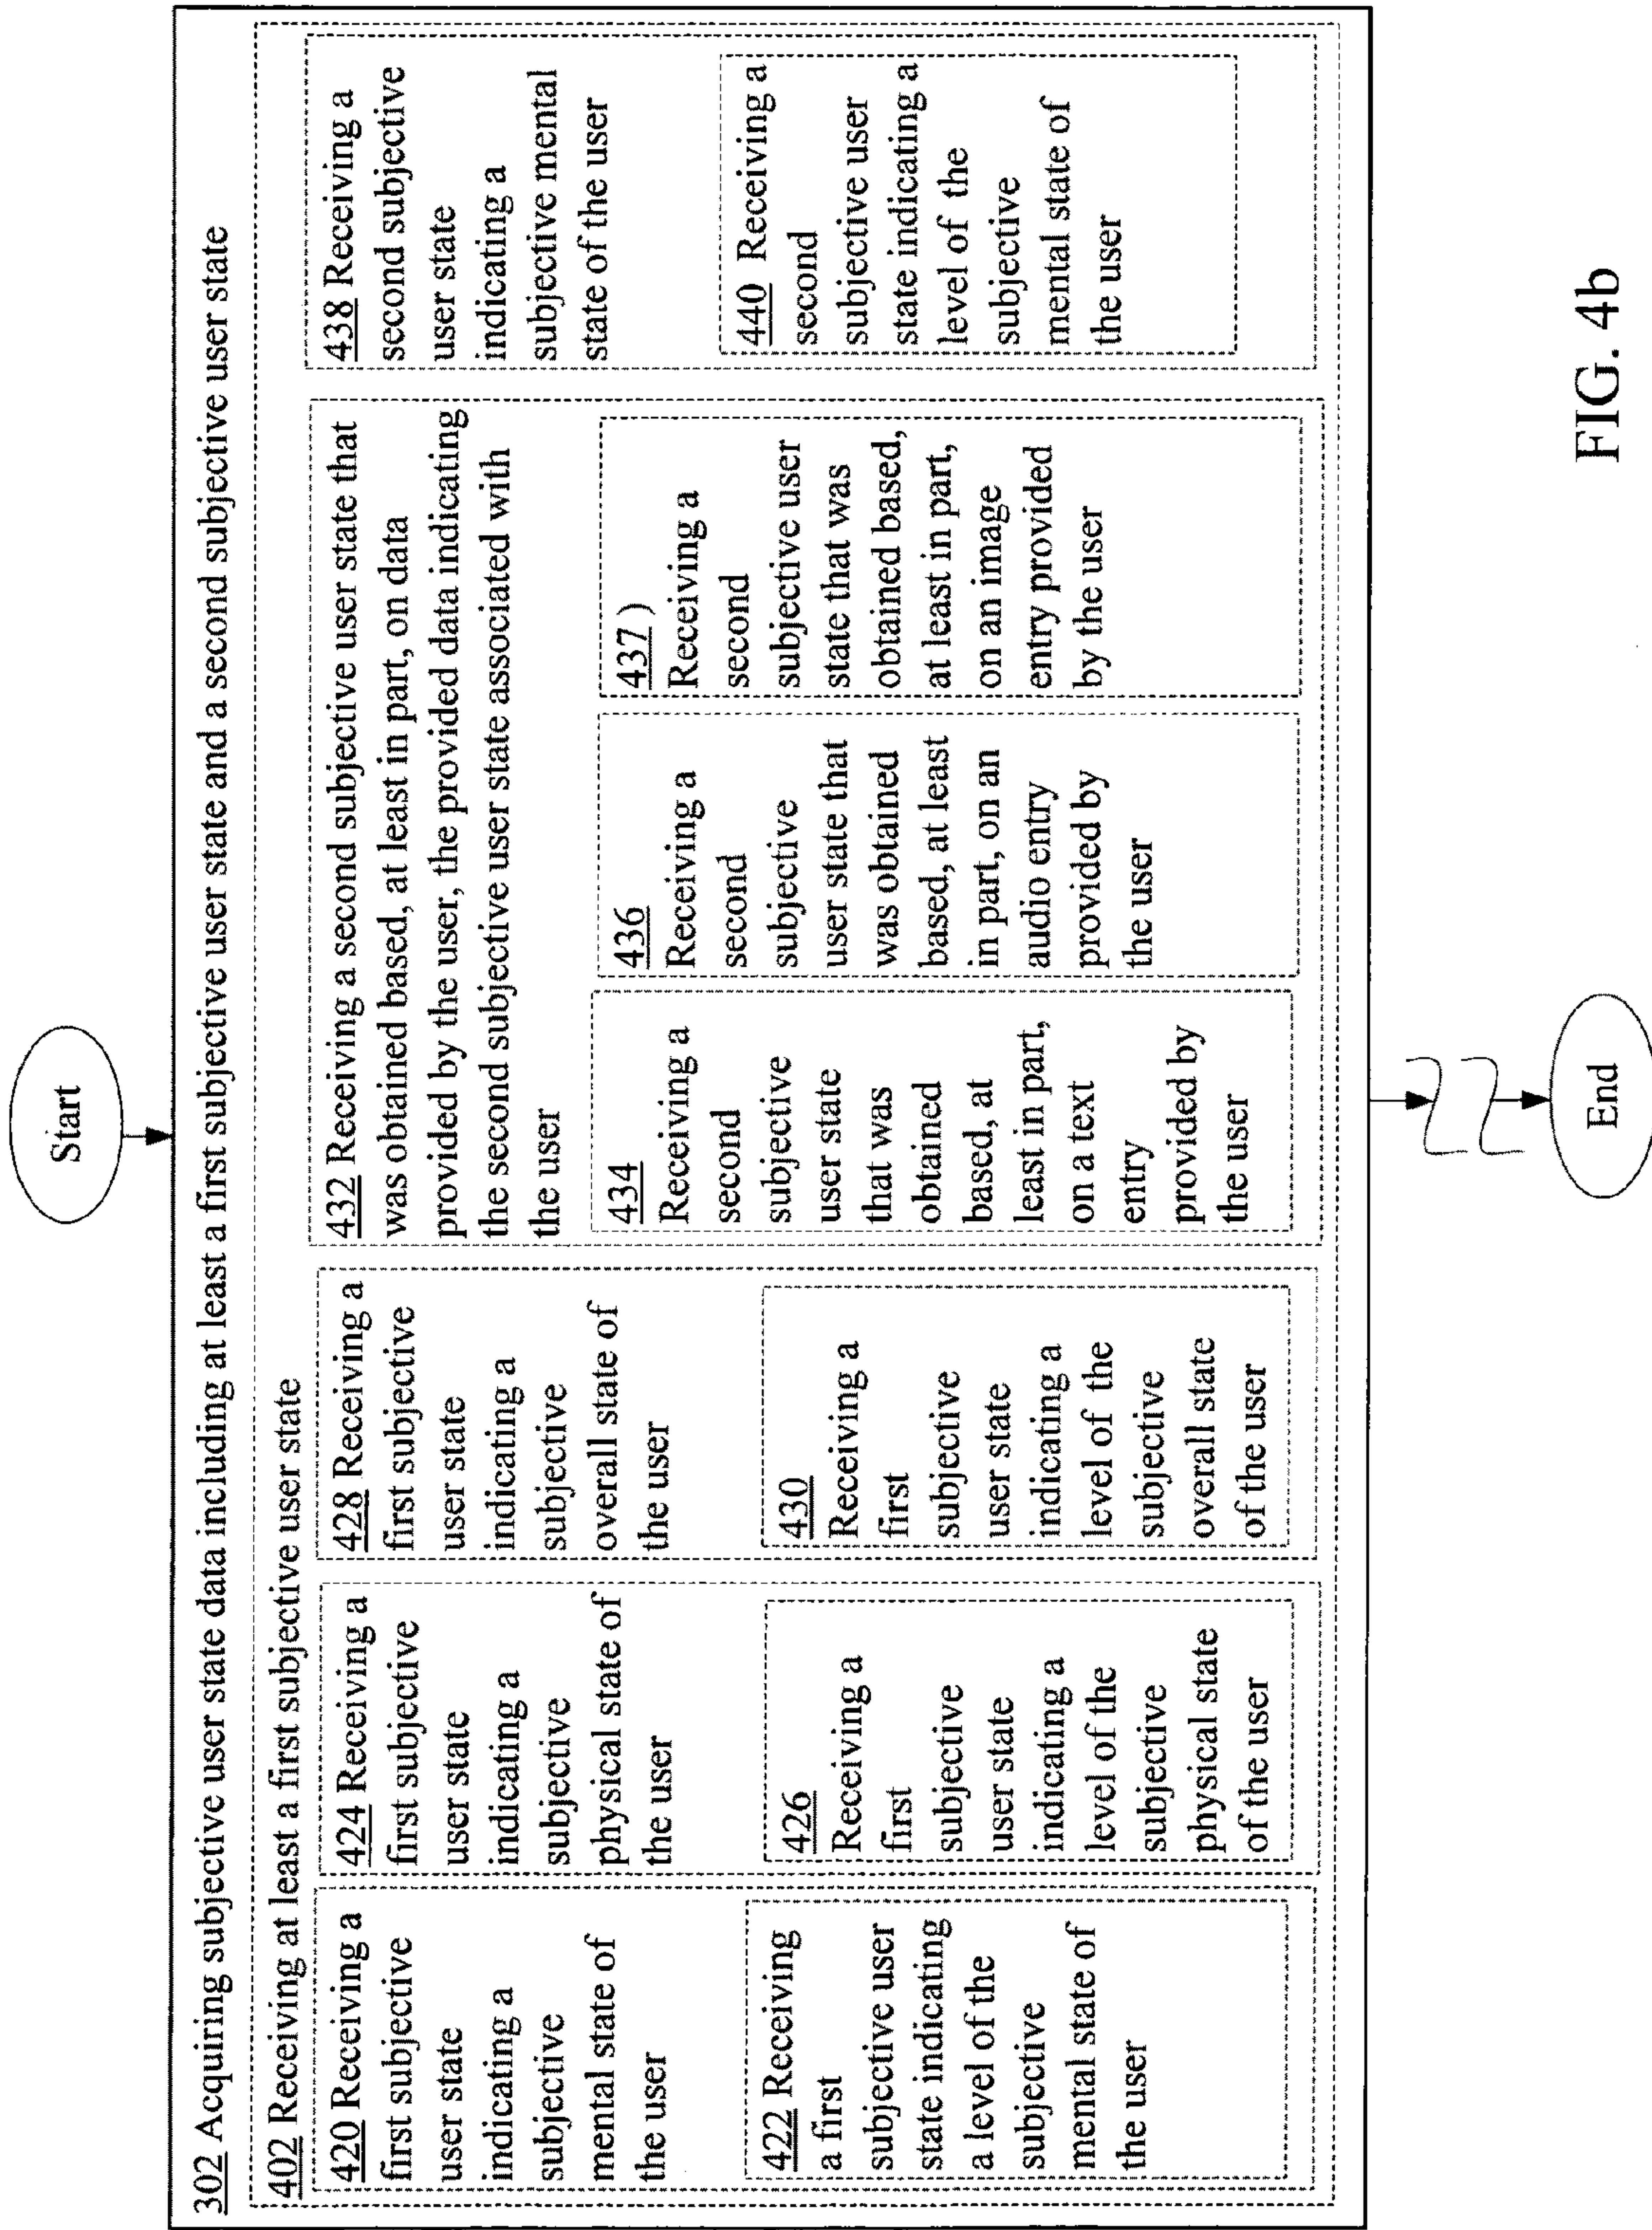 Start
302 Acquiring subjective user state data including at least a first subjective user state and a second subjective user state
402 Receiving at least a first subjective user state
420 Receiving a
first subjective
user state
indicating a
subjective
mental state of
the user
422 Receiving
a first
subjective user
state indicating
a level of the
subjective
mental state of
the user
424 Receiving a
first subjective
user state
indicating a
subjective
physical state of
the user
426
Receiving a
first
subjective
user state
indicating a
level of the
subjective
physical state
of the user
428 Receiving a
first subjective
user state
indicating a
subjective
overall state of
the user
430
Receiving a
first
subjective
user state
indicating a
level of the
subjective
overall state
of the user
432 Receiving a second subjective user state that
was obtained based, at least in part, on data
provided by the user, the provided data indicating
the second subjective user state associated with
the user
434
Receiving a
second
subjective
user state
that was
obtained
based, at
least in part,
on a text
entry
provided by
the user
436
Receiving a
second
subjective
user state that
was obtained
based, at least
in part, on an
audio entry
provided by
the user
437 )
Receiving a
second
subjective user
state that was
obtained based,
at least in part,
on an image
entry provided
by the user
438 Receiving a
second subjective
user state
indicating a
subjective mental
state of the user
440 Receiving a
second
subjective user
state indicating a
level of the
subjective
mental state of
the user
End
FIG. 4b